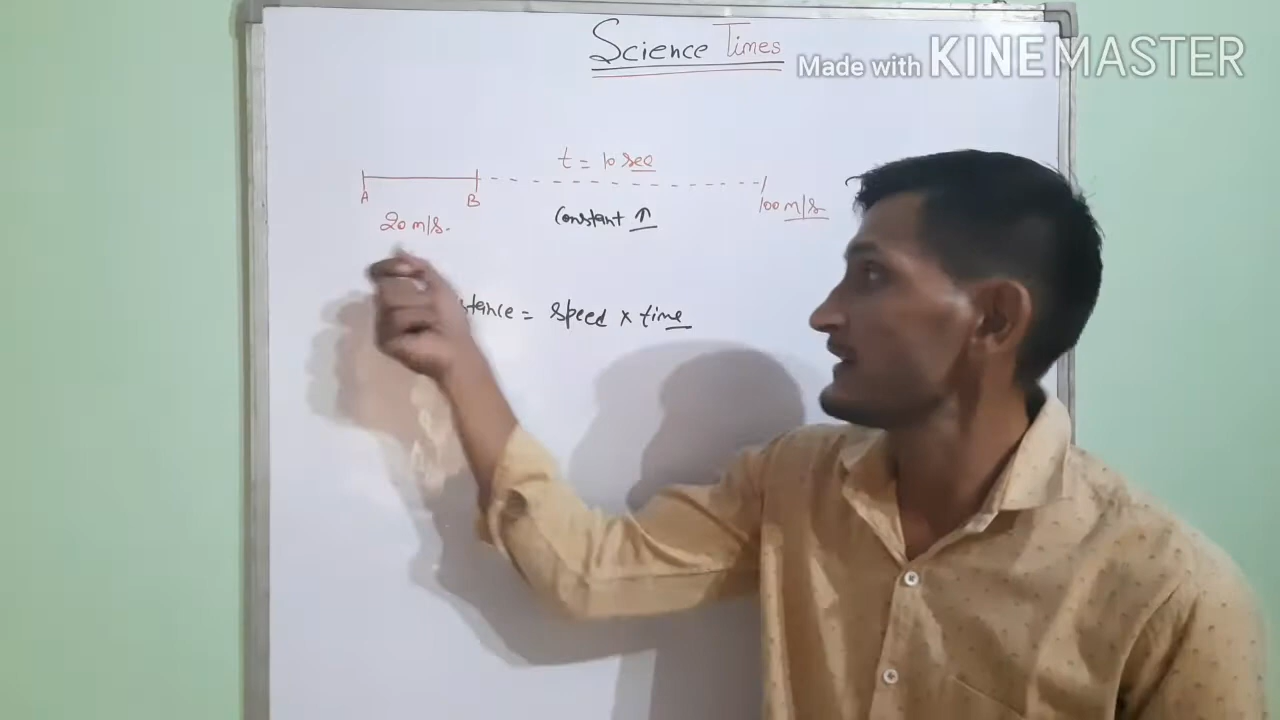 Science Times
Made with KINEMASTER
t = 10 sec
A B 100 m/s
20 m/s. Constant ↑
stance = speed x time